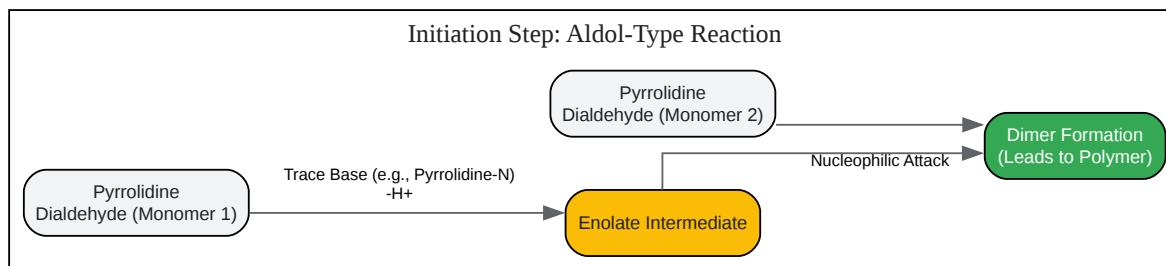 Initiation Step: Aldol-Type Reaction
Pyrrolidine
Dialdehyde (Monomer 2)
Dimer Formation
(Leads to Polymer)
Nucleophilic Attack
Trace Base (e.g., Pyrrolidine-N)
-H+
Pyrrolidine
Dialdehyde (Monomer 1)
Enolate Intermediate